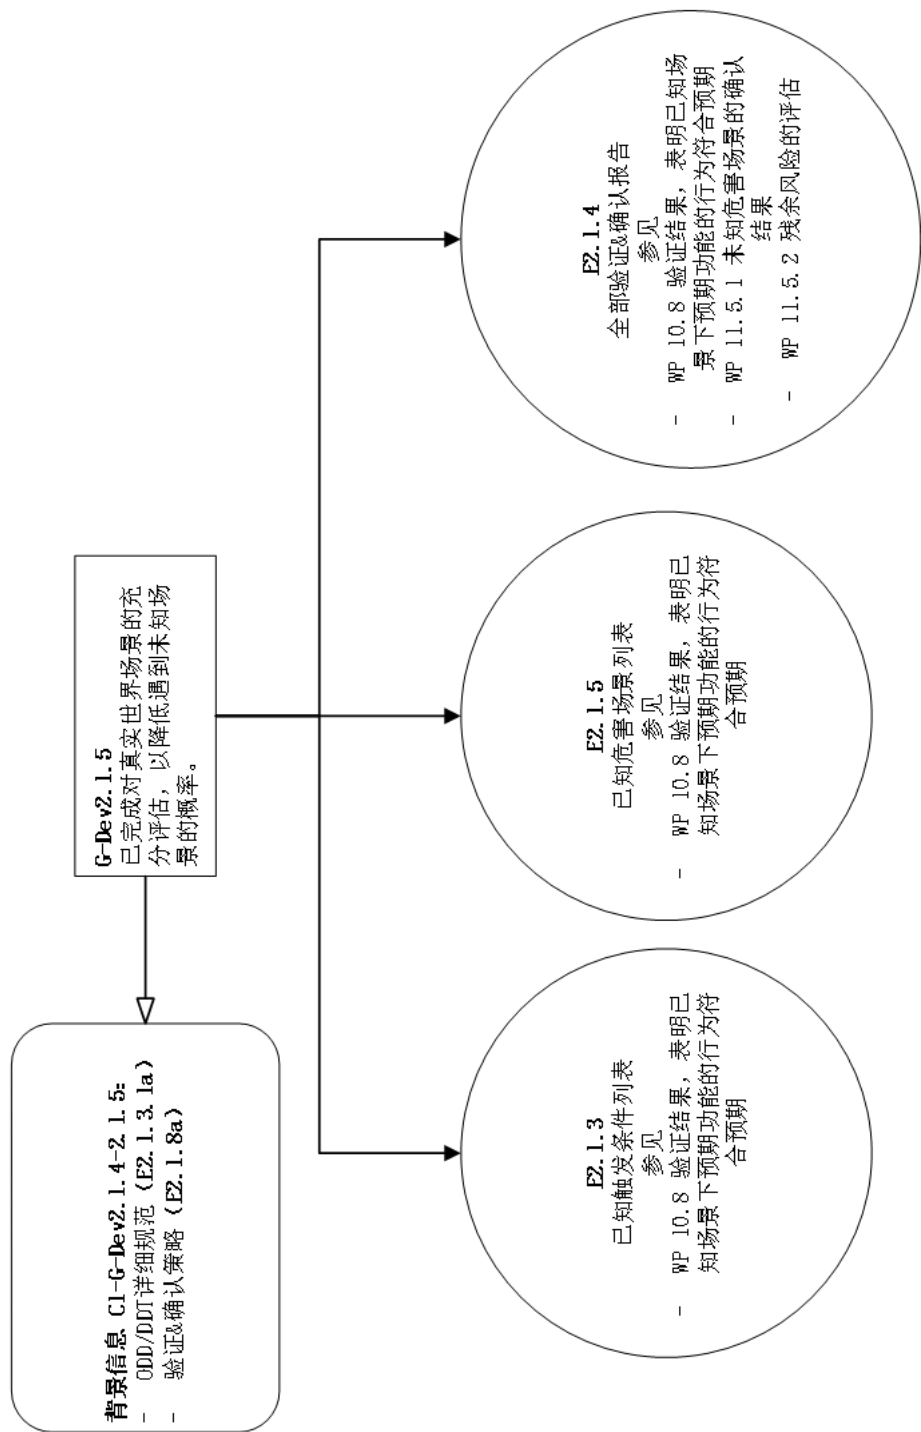 背景信息 C1-G-Dev2.1.4-2.1.5:
- ODD/DDT详细规范 (E2.1.3.1a)
- 验证&确认策略 (E2.1.8a)
G-Dev2.1.5
已完成对真实世界场景的充
分评估，以降低遇到未知场
景的概率。
E2.1.3
已知触发条件列表
参见
- WP 10.8 验证结果，表明已
知场景下预期功能的行为符
合预期
E2.1.5
已知危害场景列表
参见
- WP 10.8 验证结果，表明已
知场景下预期功能的行为符
合预期
E2.1.4
全部验证&确认报告
参见
- WP 10.8 验证结果，表明已知场
景下预期功能的行为符合预期
- WP 11.5.1 未知危害场景的确认
结果
- WP 11.5.2 残余风险的评估